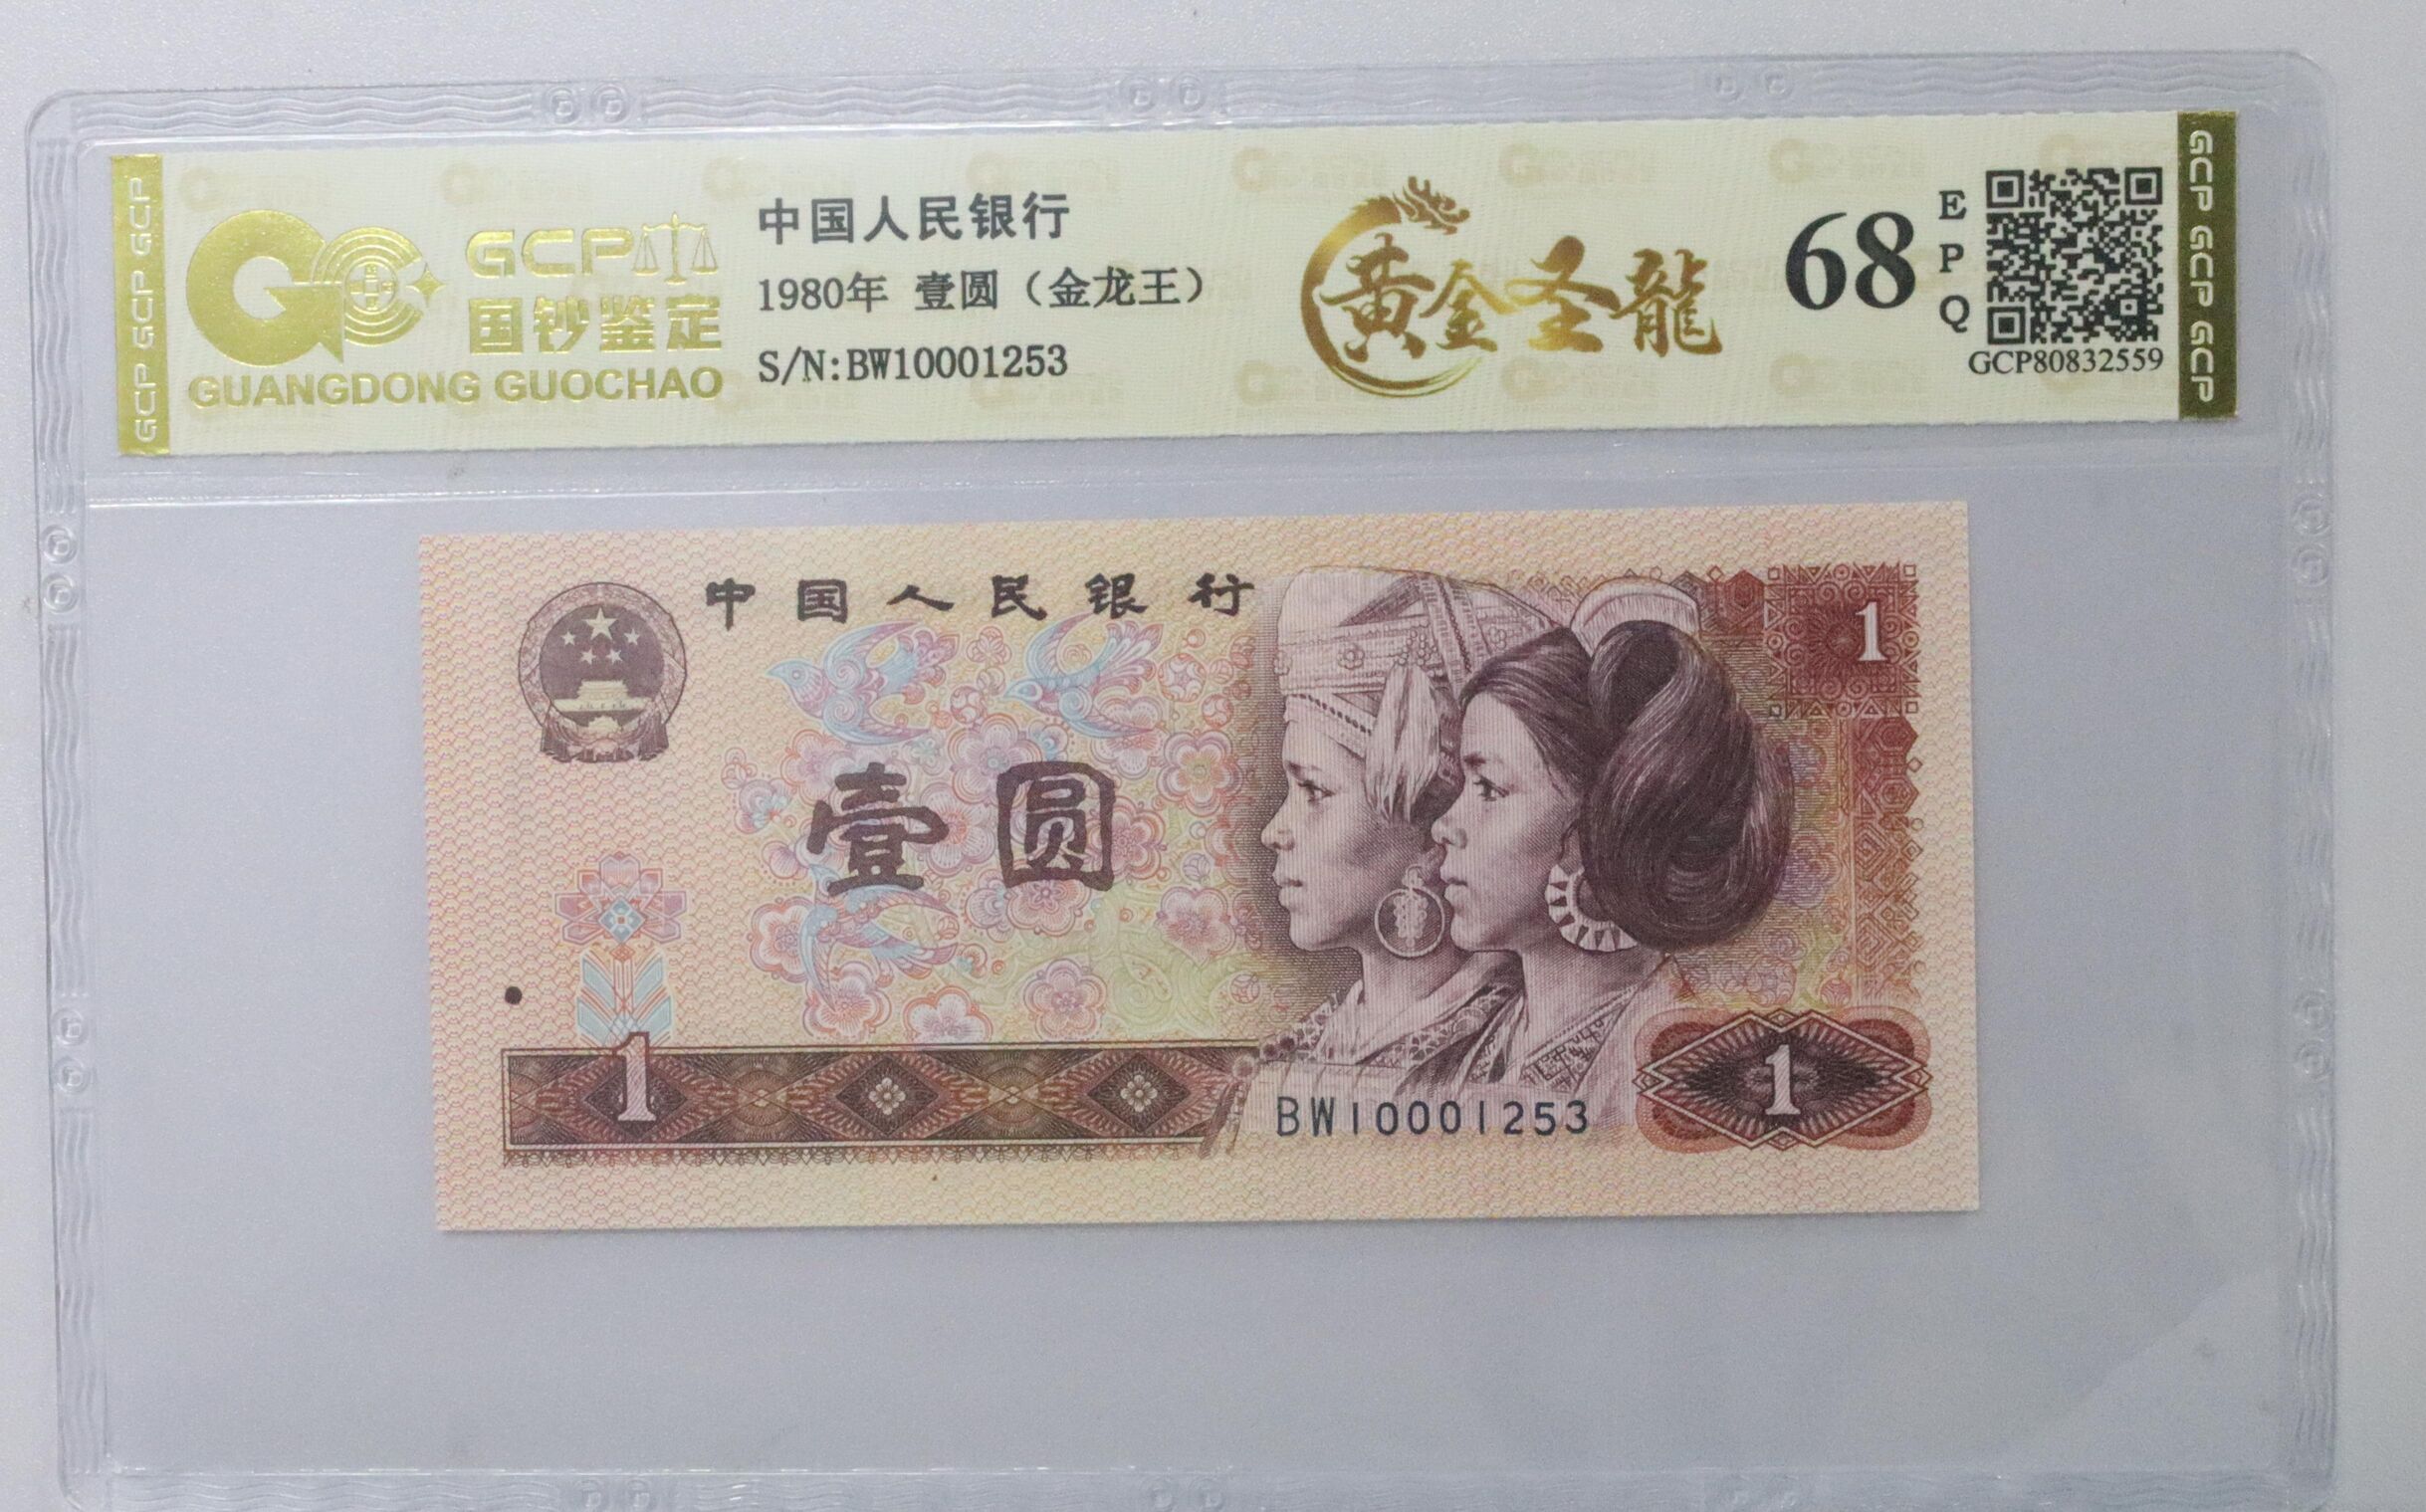 GCP
国钞鉴定
GUANGDONG GUOCHAO
中国人民银行
1980年 壹圆（金龙王）
S/N:BW10001253
黄金圣龍
68
EPQ
GCP80832559
GCP GCP GCP
GCP GCP GCP
中国人民银行
1
壹圆
1
BW10001253
1